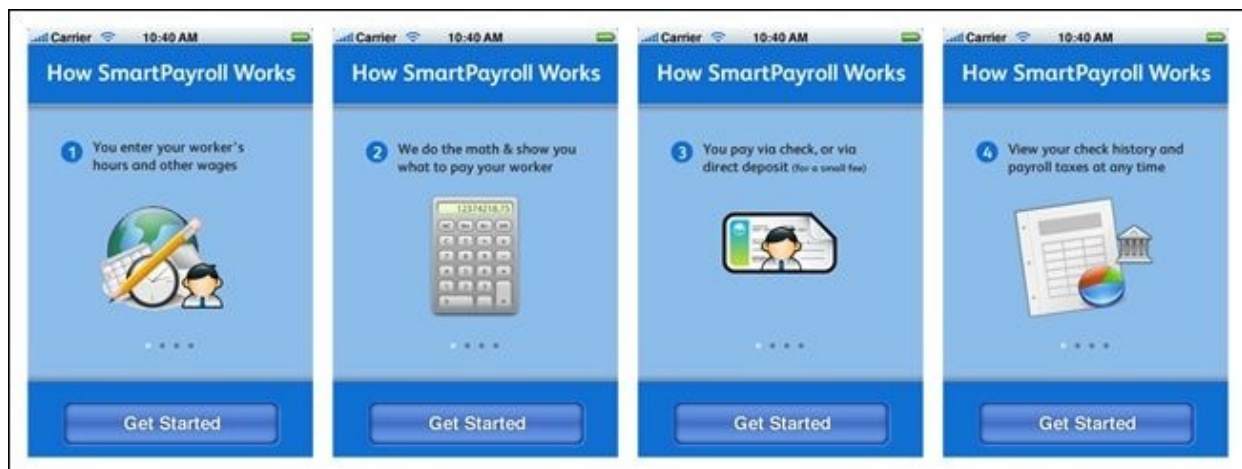 Carrier 10:40 AM
How SmartPayroll Works
1 You enter your worker's
hours and other wages
Get Started
Carrier 10:40 AM
How SmartPayroll Works
2 We do the math & show you
what to pay your worker
12374218.75
Get Started
Carrier 10:40 AM
How SmartPayroll Works
3 You pay via check, or via
direct deposit (for a small fee)
Get Started
Carrier 10:40 AM
How SmartPayroll Works
4 View your check history and
payroll taxes at any time
Get Started